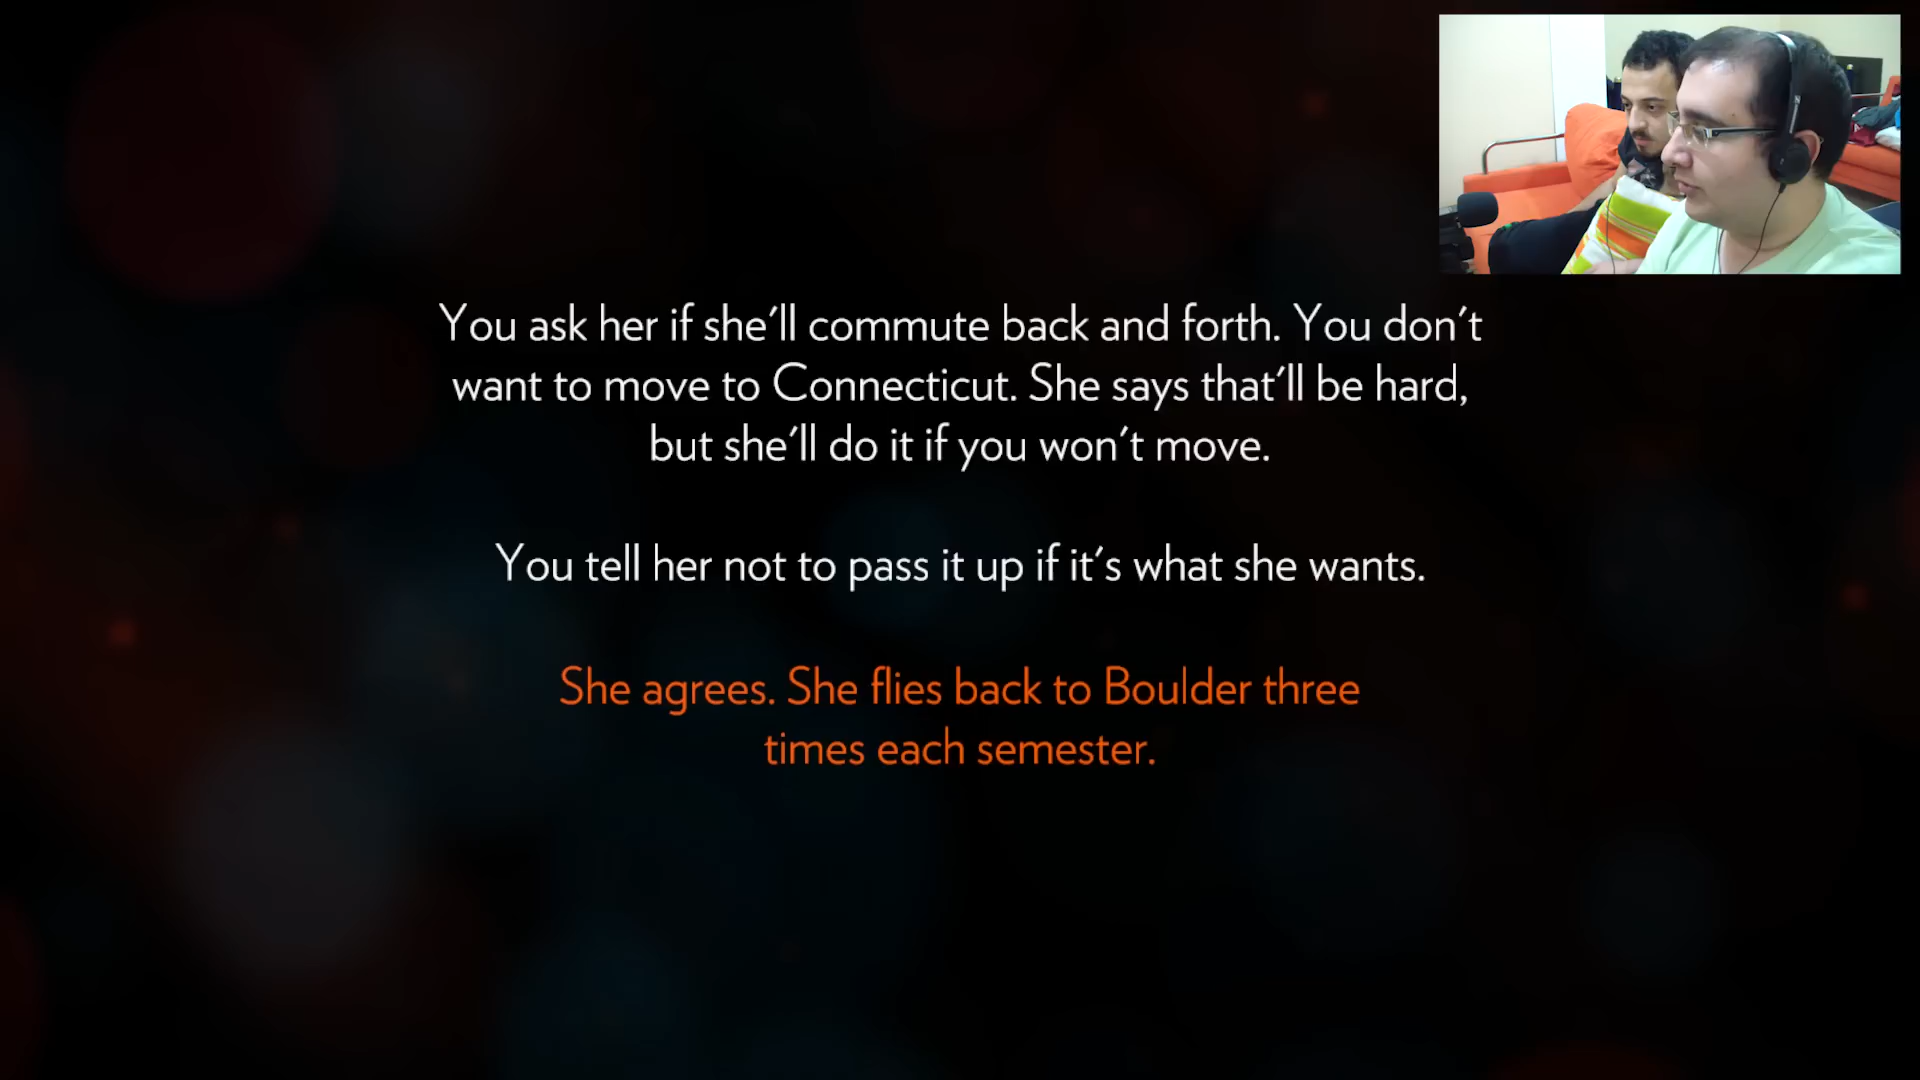 You ask her if she'll commute back and forth. You don't
want to move to Connecticut. She says that'll be hard,
but she'll do it if you won't move.
You tell her not to pass it up if it's what she wants.
She agrees. She flies back to Boulder three
times each semester.